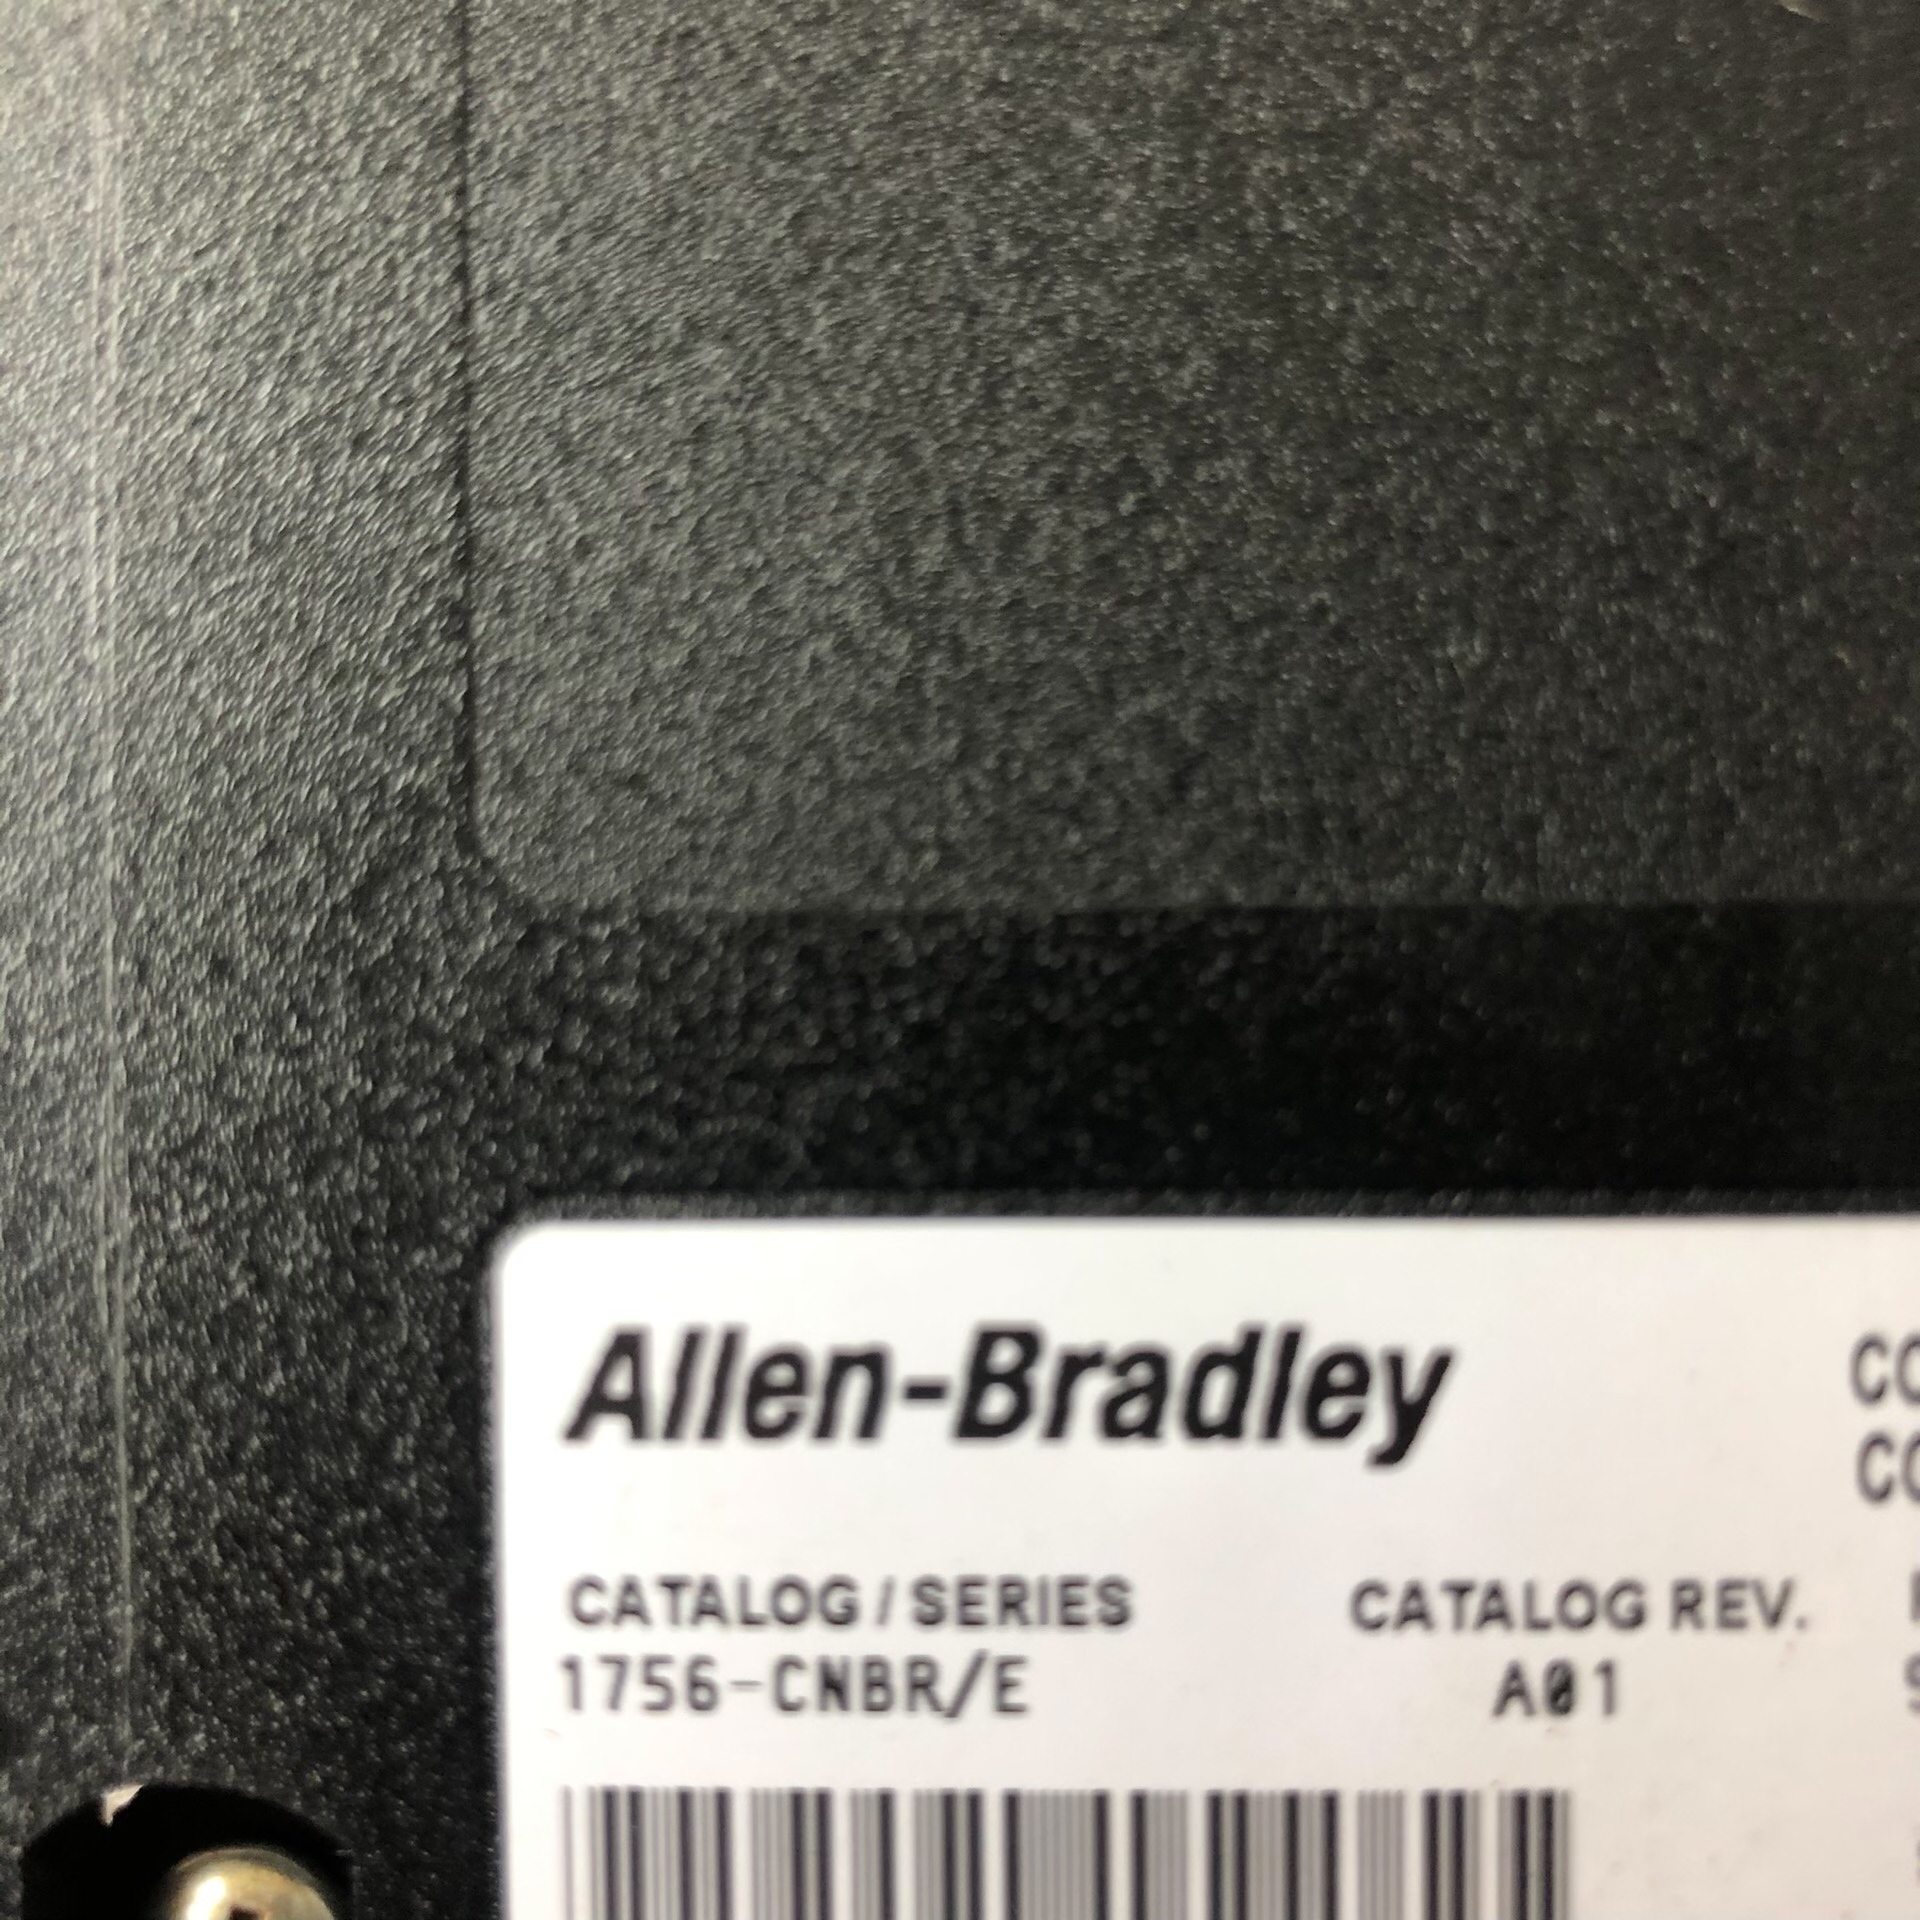 Allen-Bradley
CATALOG / SERIES CATALOG REV.
1756-CNBR/E A01